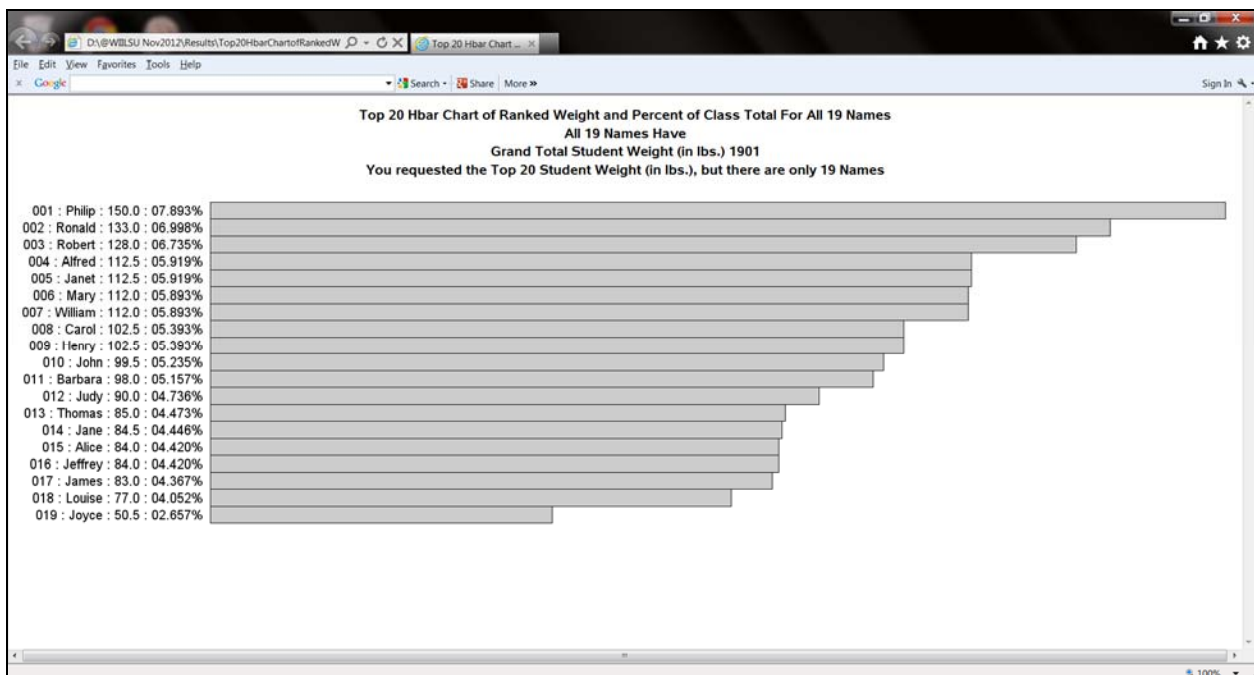 D:\@WIILSU Nov2012\Results\Top20HbarChartofRankedW
Top 20 Hbar Chart ...
File Edit View Favorites Tools Help
x Google
Search
Share
More »
Sign In
Top 20 Hbar Chart of Ranked Weight and Percent of Class Total For All 19 Names
All 19 Names Have
Grand Total Student Weight (in lbs.) 1901
You requested the Top 20 Student Weight (in lbs.), but there are only 19 Names
001 : Philip : 150.0 : 07.893%
002 : Ronald : 133.0 : 06.998%
003 : Robert : 128.0 : 06.735%
004 : Alfred : 112.5 : 05.919%
005 : Janet : 112.5 : 05.919%
006 : Mary : 112.0 : 05.893%
007 : William : 112.0 : 05.893%
008 : Carol : 102.5 : 05.393%
009 : Henry : 102.5 : 05.393%
010 : John : 99.5 : 05.235%
011 : Barbara : 98.0 : 05.157%
012 : Judy : 90.0 : 04.736%
013 : Thomas : 85.0 : 04.473%
014 : Jane : 84.5 : 04.446%
015 : Alice : 84.0 : 04.420%
016 : Jeffrey : 84.0 : 04.420%
017 : James : 83.0 : 04.367%
018 : Louise : 77.0 : 04.052%
019 : Joyce : 50.5 : 02.657%
100%